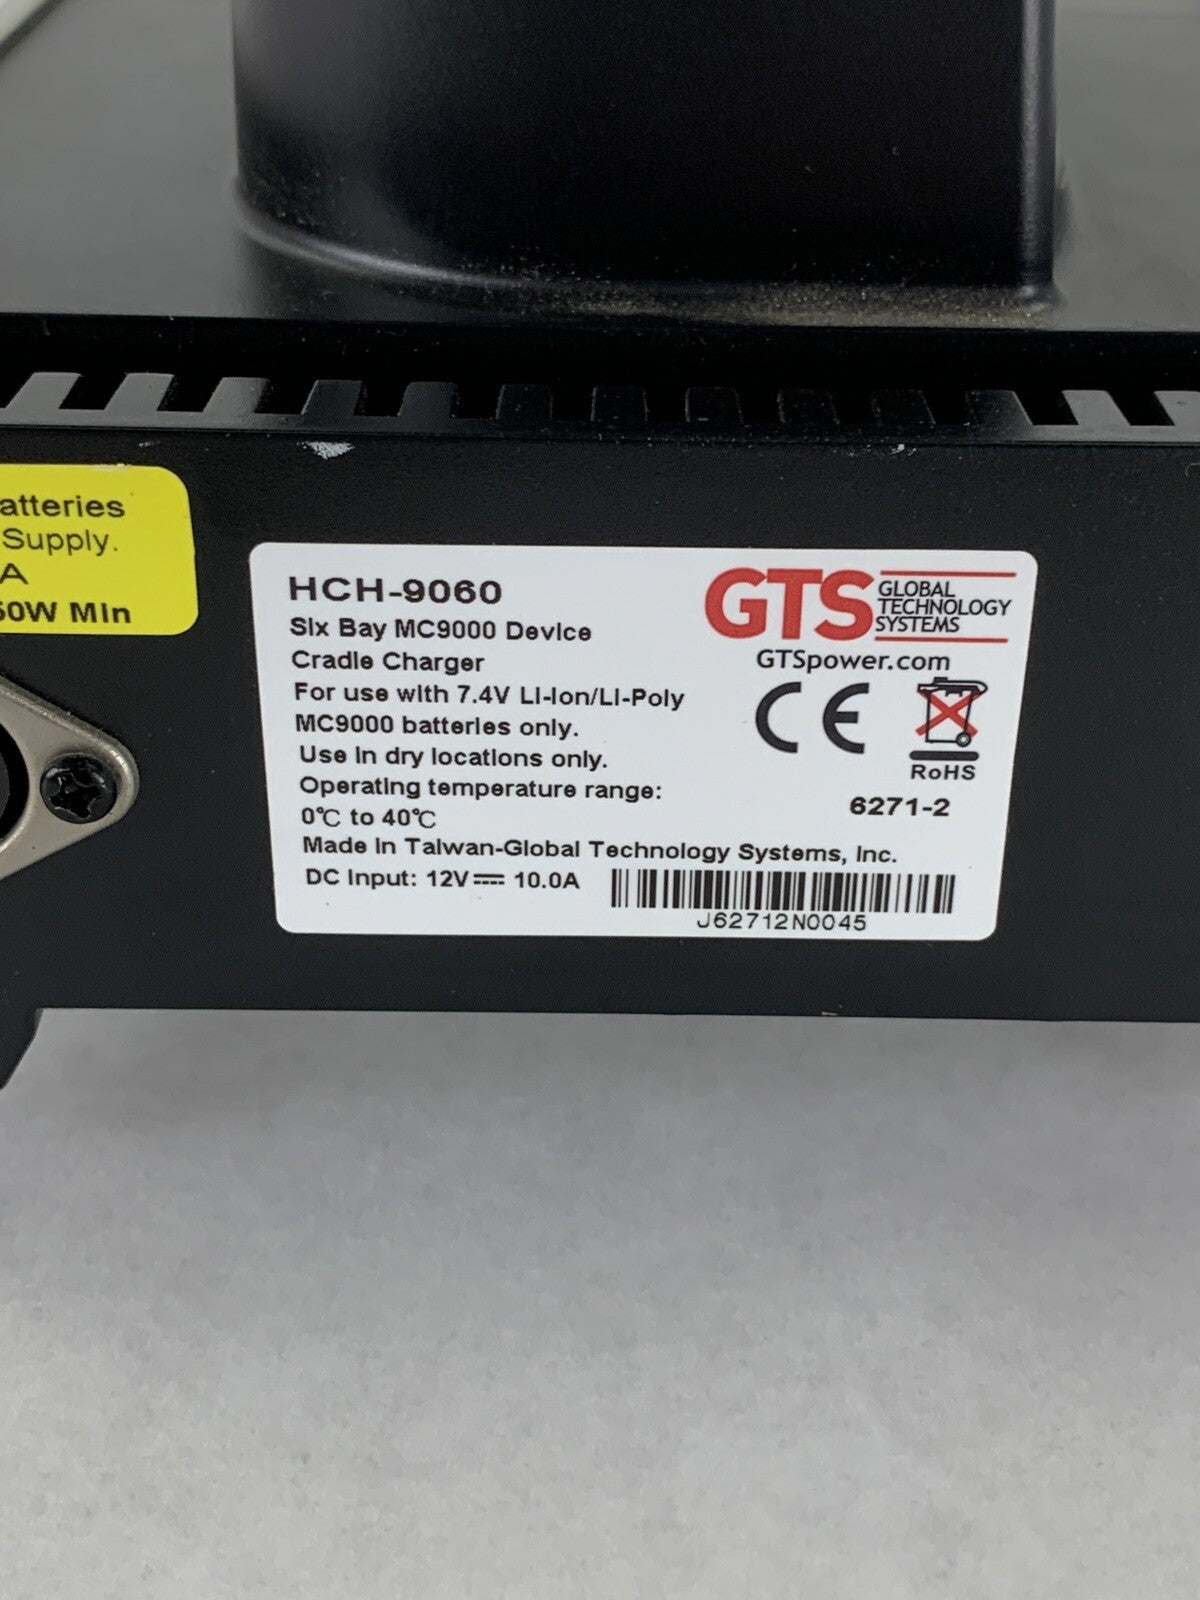 atteries
Supply.
A
60W Min
HCH-9060
Six Bay MC9000 Device
Cradle Charger
For use with 7.4V Li-Ion/Li-Poly
MC9000 batteries only.
Use in dry locations only.
Operating temperature range:
0℃ to 40℃
Made in Taiwan-Global Technology Systems, Inc.
DC Input: 12V⎓ 10.0A
GTS
GLOBAL
TECHNOLOGY
SYSTEMS
GTSpower.com
CE
RoHS
6271-2
J62712N0045